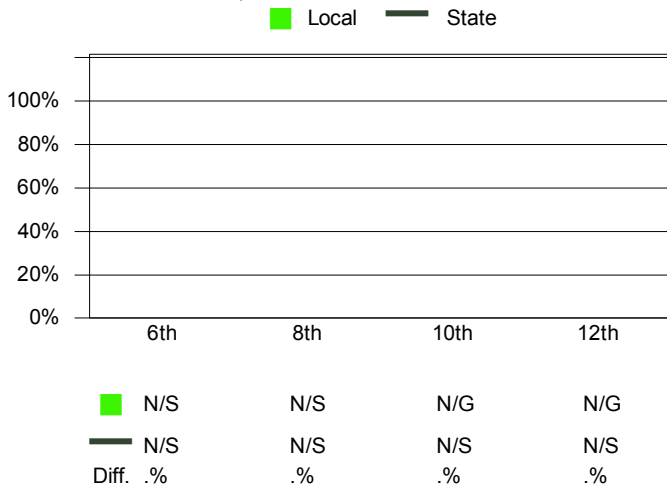 Local State
100%
80%
60%
40%
20%
0%
6th 8th 10th 12th
N/S N/S N/G N/G
N/S N/S N/S N/S
Diff. .% .% .% .%